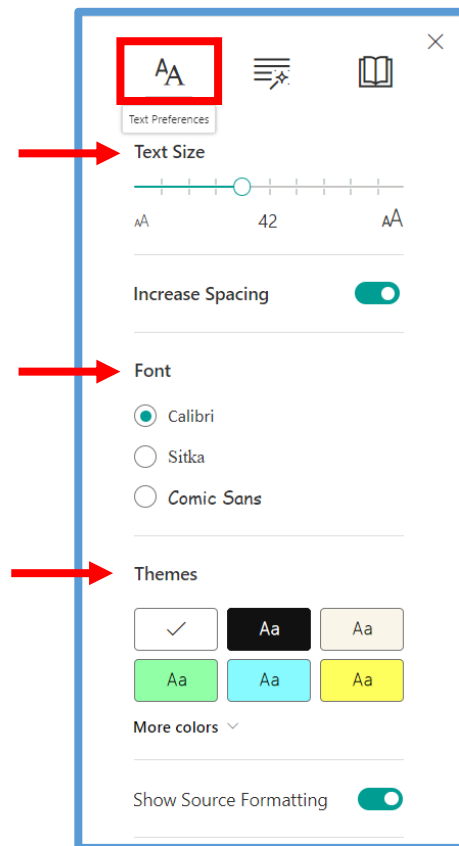 AA
Text Preferences
Text Size
AA 42 AA
Increase Spacing
Font
Calibri
Sitka
Comic Sans
Themes
Aa Aa
Aa Aa Aa
More colors
Show Source Formatting